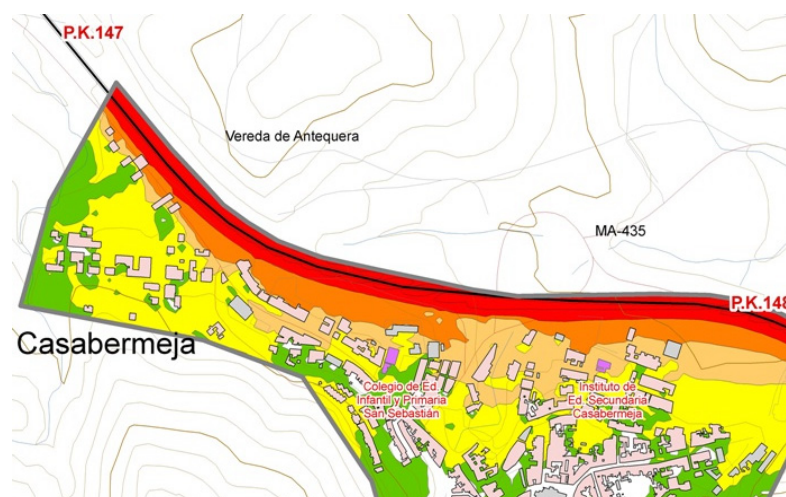 P.K.147
Vereda de Antequera
MA-435
P.K.148
Casabermeja
Colegio de Ed.
Infantil y Primaria
San Sebastián
Instituto de
Ed. Secundaria
Casabermeja